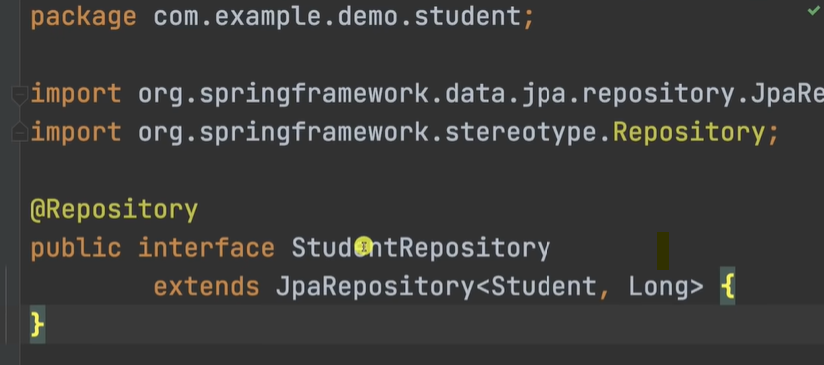 package com.example.demo.student;
import org.springframework.data.jpa.repository.JpaRe
import org.springframework.stereotype.Repository;
@Repository
public interface StudentRepository
extends JpaRepository<Student, Long> {
}